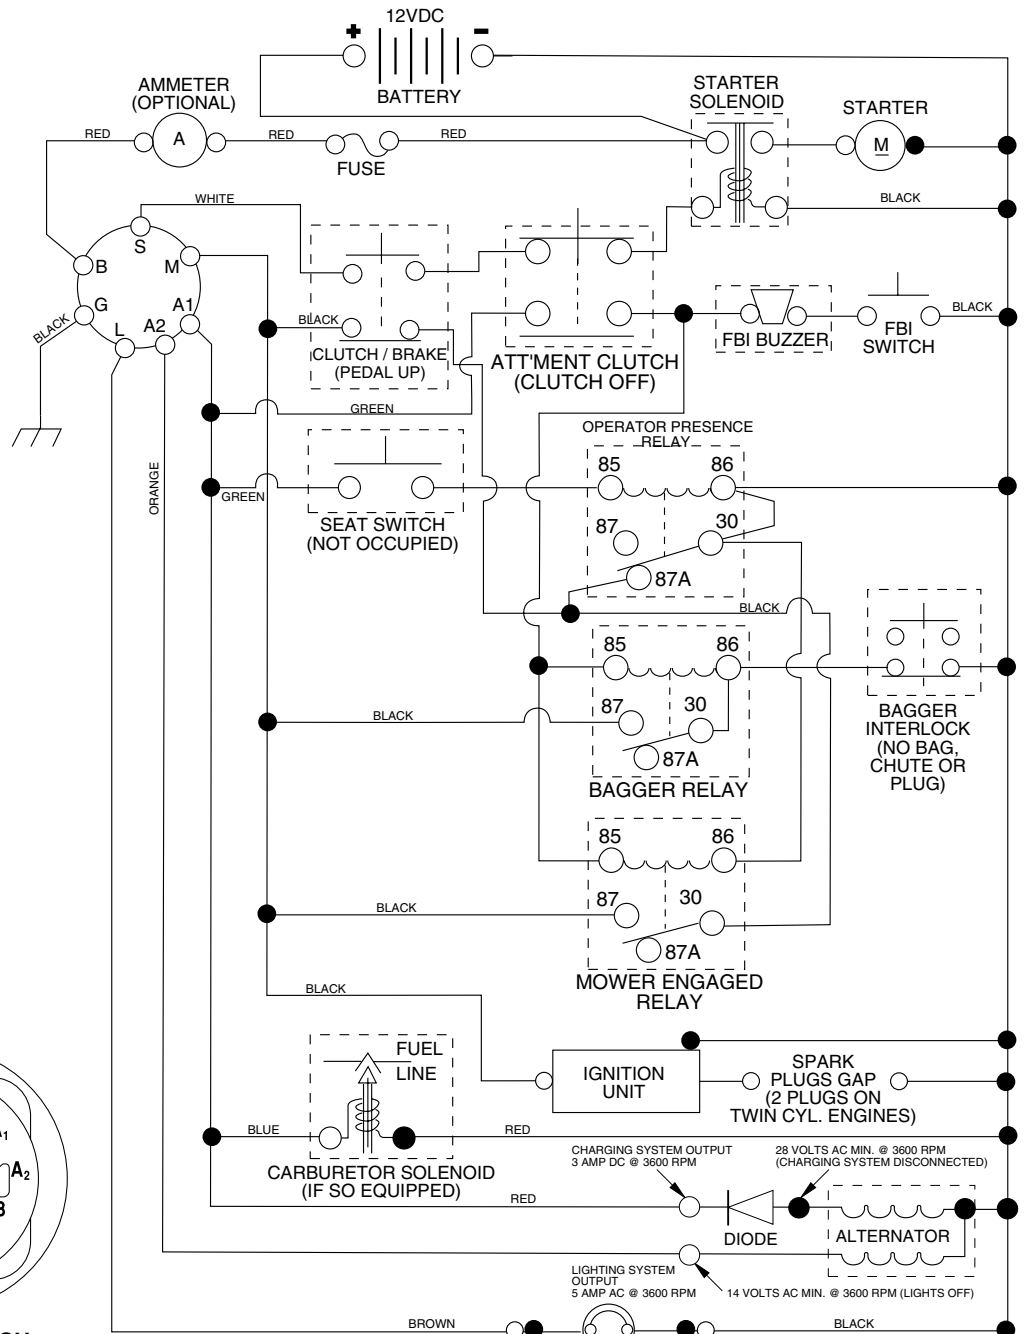 12VDC
+ -
BATTERY
AMMETER
(OPTIONAL)
STARTER
SOLENOID
STARTER
RED
A
RED
FUSE
RED
M
WHITE
BLACK
S
B
M
G
A1
L
A2
BLACK
BLACK
CLUTCH / BRAKE
(PEDAL UP)
ATT'MENT CLUTCH
(CLUTCH OFF)
FBI BUZZER
FBI
SWITCH
BLACK
GREEN
OPERATOR PRESENCE
RELAY
85
86
87
30
87A
ORANGE
GREEN
SEAT SWITCH
(NOT OCCUPIED)
BLACK
85
86
87
30
87A
BAGGER RELAY
BLACK
BAGGER
INTERLOCK
(NO BAG,
CHUTE OR
PLUG)
85
86
87
30
87A
MOWER ENGAGED
RELAY
BLACK
BLACK
FUEL
LINE
IGNITION
UNIT
SPARK
PLUGS GAP
(2 PLUGS ON
TWIN CYL. ENGINES)
BLUE
RED
CARBURETOR SOLENOID
(IF SO EQUIPPED)
CHARGING SYSTEM OUTPUT
3 AMP DC @ 3600 RPM
28 VOLTS AC MIN. @ 3600 RPM
(CHARGING SYSTEM DISCONNECTED)
RED
DIODE
ALTERNATOR
LIGHTING SYSTEM
OUTPUT
5 AMP AC @ 3600 RPM
14 VOLTS AC MIN. @ 3600 RPM (LIGHTS OFF)
BROWN
BLACK
A2